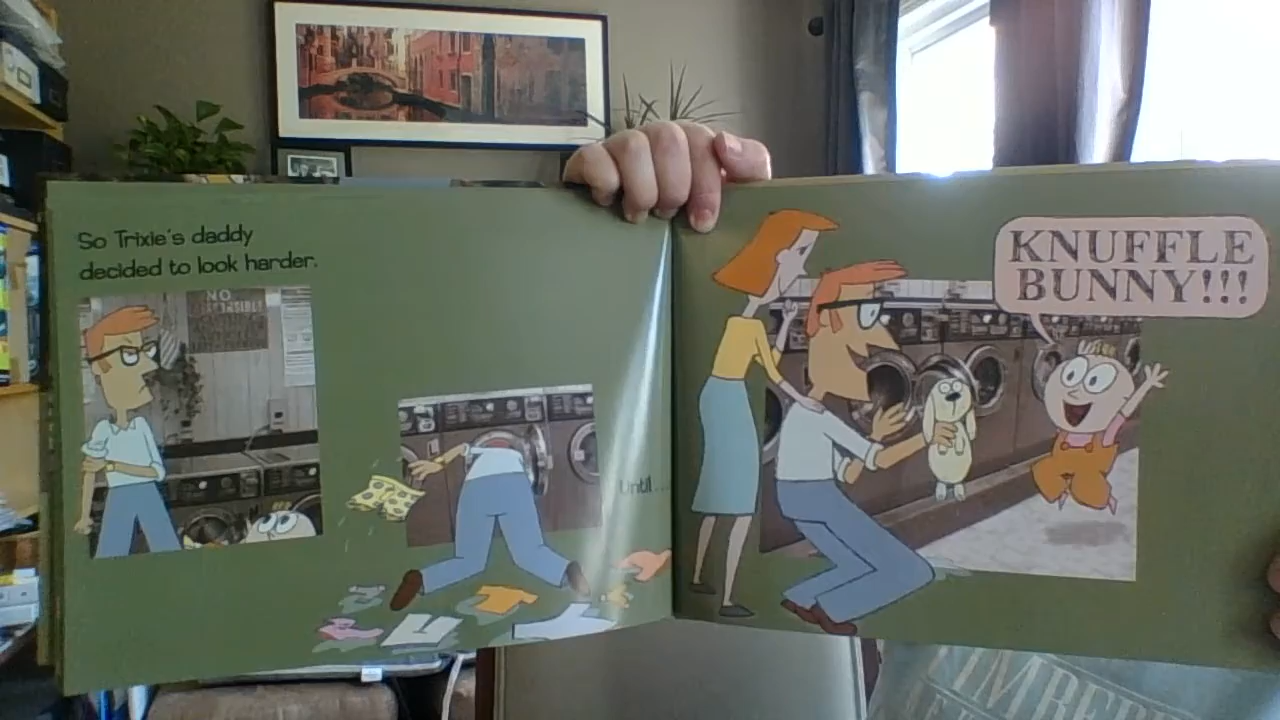 So Trixie's daddy
decided to look harder.
NO
Until...
KNUFFLE
BUNNY!!!